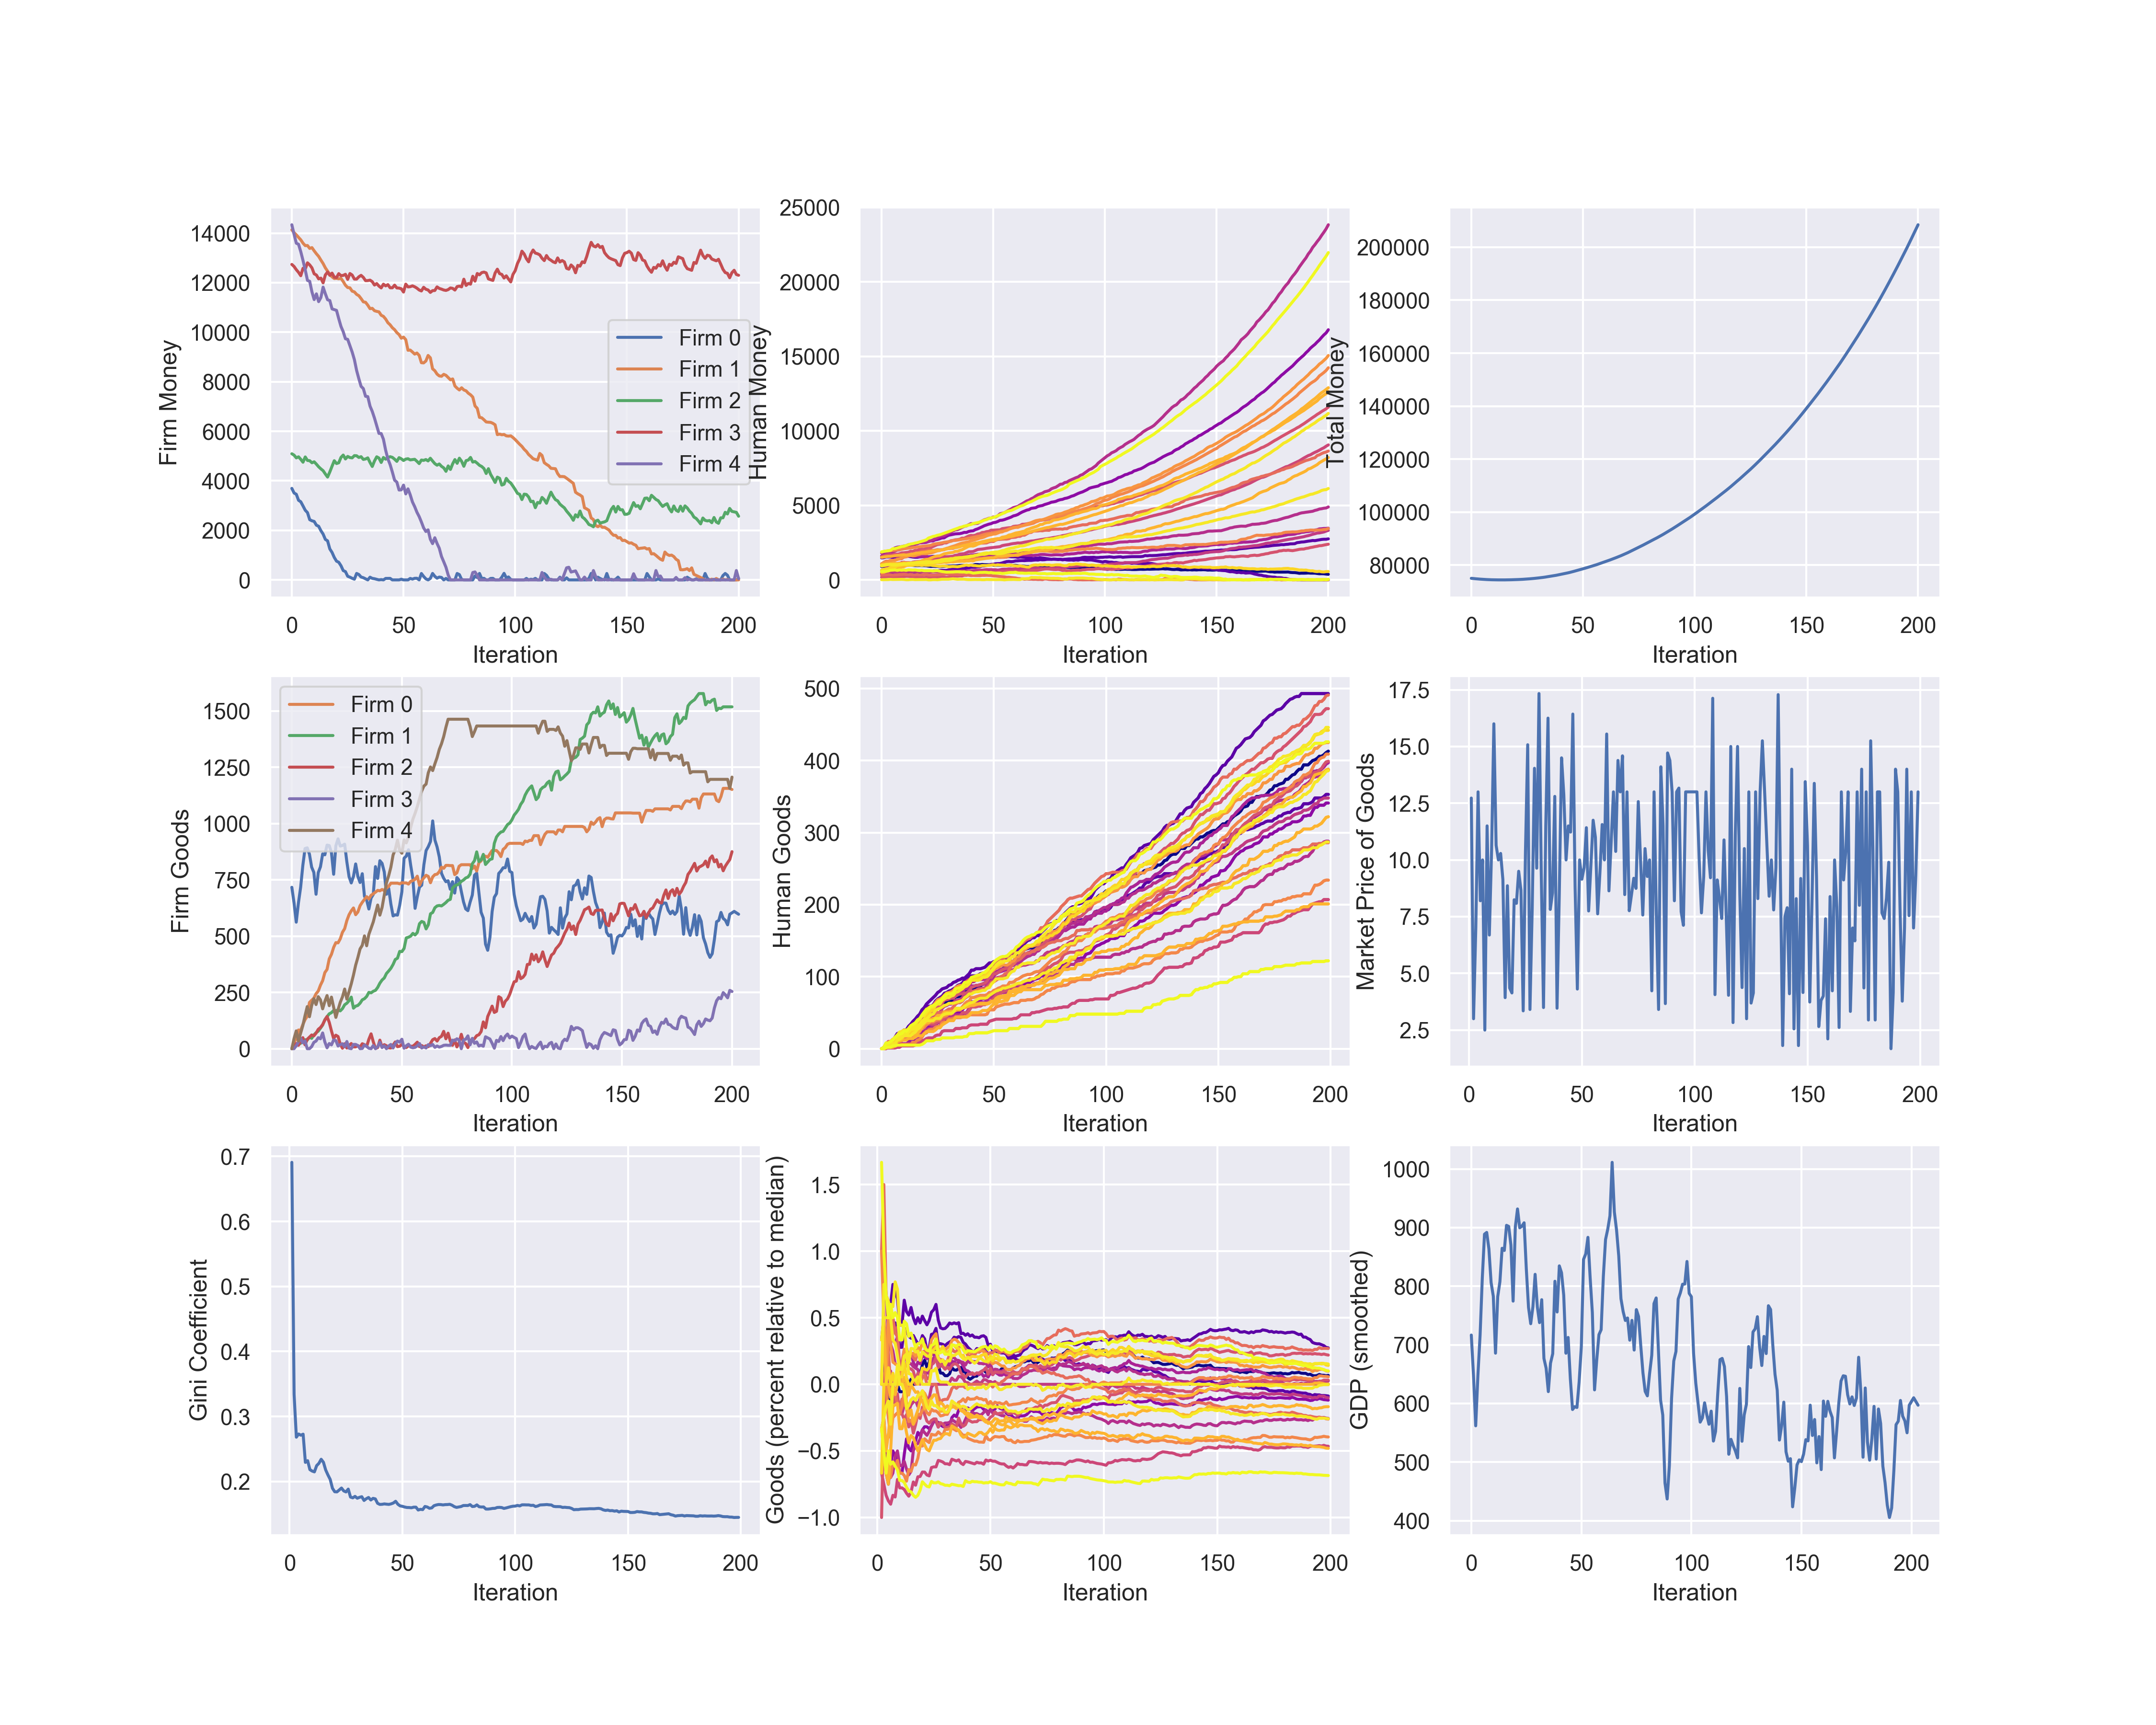 Firm Money
14000
12000
10000
8000
6000
4000
2000
0
Firm 0
Firm 1
Firm 2
Firm 3
Firm 4
0 50 100 150 200
Iteration
Human Money
25000
20000
15000
10000
5000
0
0 50 100 150 200
Iteration
Total Money
200000
180000
160000
140000
120000
100000
80000
0 50 100 150 200
Iteration
Firm Goods
1500
1250
1000
750
500
250
0
Firm 0
Firm 1
Firm 2
Firm 3
Firm 4
0 50 100 150 200
Iteration
Human Goods
500
400
300
200
100
0
0 50 100 150 200
Iteration
Market Price of Goods
17.5
15.0
12.5
10.0
7.5
5.0
2.5
0 50 100 150 200
Iteration
Gini Coefficient
0.7
0.6
0.5
0.4
0.3
0.2
0 50 100 150 200
Iteration
Goods (percent relative to median)
1.5
1.0
0.5
0.0
−0.5
−1.0
0 50 100 150 200
Iteration
GDP (smoothed)
1000
900
800
700
600
500
400
0 50 100 150 200
Iteration